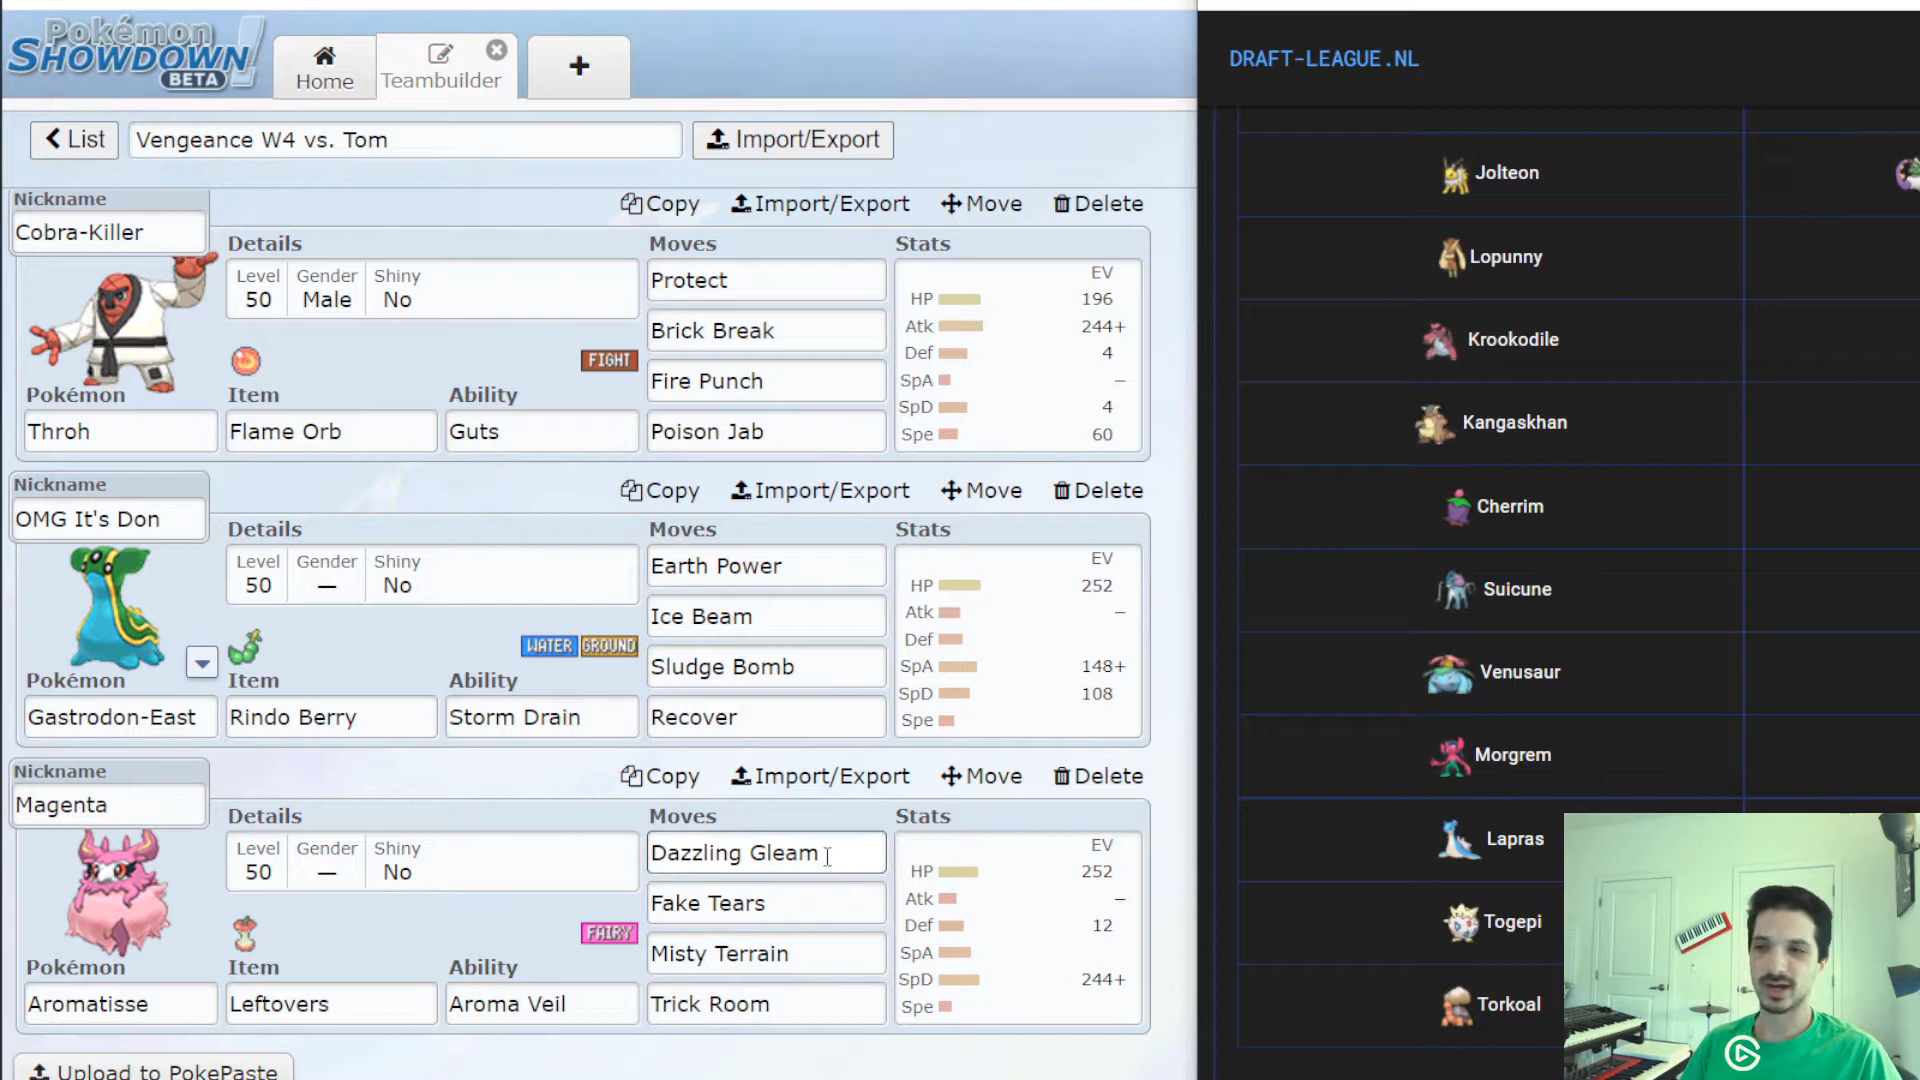 Pokémon
SHOWDOWN!
BETA
Home
Teambuilder
+
List
Vengeance W4 vs. Tom
Import/Export
Nickname
Cobra-Killer
Copy
Import/Export
Move
Delete
Details
Moves
Stats
Level
50
Gender
Male
Shiny
No
FIGHT
Pokémon
Throh
Item
Flame Orb
Ability
Guts
Protect
Brick Break
Fire Punch
Poison Jab
EV
HP 196
Atk 244+
Def 4
SpA –
SpD 4
Spe 60
Nickname
OMG It's Don
Copy
Import/Export
Move
Delete
Details
Moves
Stats
Level
50
Gender
—
Shiny
No
WATER GROUND
Pokémon
Gastrodon-East
Item
Rindo Berry
Ability
Storm Drain
Earth Power
Ice Beam
Sludge Bomb
Recover
EV
HP 252
Atk –
Def
SpA 148+
SpD 108
Spe
Nickname
Magenta
Copy
Import/Export
Move
Delete
Details
Moves
Stats
Level
50
Gender
—
Shiny
No
FAIRY
Pokémon
Aromatisse
Item
Leftovers
Ability
Aroma Veil
Dazzling Gleam
Fake Tears
Misty Terrain
Trick Room
EV
HP 252
Atk –
Def 12
SpA
SpD 244+
Spe
Upload to PokePaste
DRAFT-LEAGUE.NL
Jolteon
Lopunny
Krookodile
Kangaskhan
Cherrim
Suicune
Venusaur
Morgrem
Lapras
Togepi
Torkoal